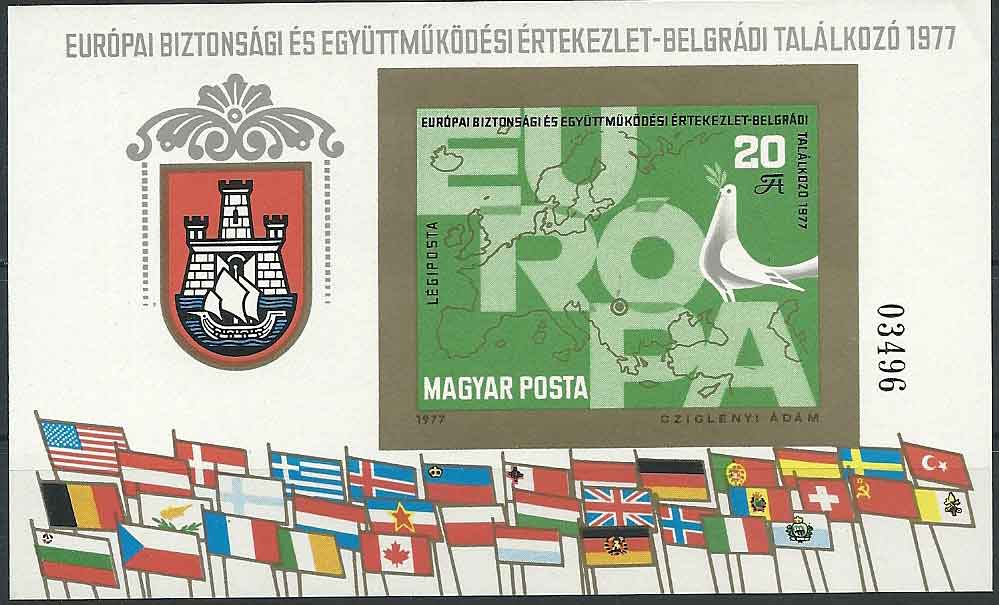 EURÓPAI BIZTONSÁGI ÉS EGYÜTTMŰKÖDÉSI ÉRTEKEZLET-BELGRÁDI TALÁLKOZÓ 1977
EURÓPAI BIZTONSÁGI ÉS EGYÜTTMŰKÖDÉSI ÉRTEKEZLET-BELGRÁDI
TALÁLKOZÓ 1977
20 Ft
EU
RÓ
PA
LÉGIPOSTA
MAGYAR POSTA
1977
CZIGLÉNYI ÁDÁM
03496